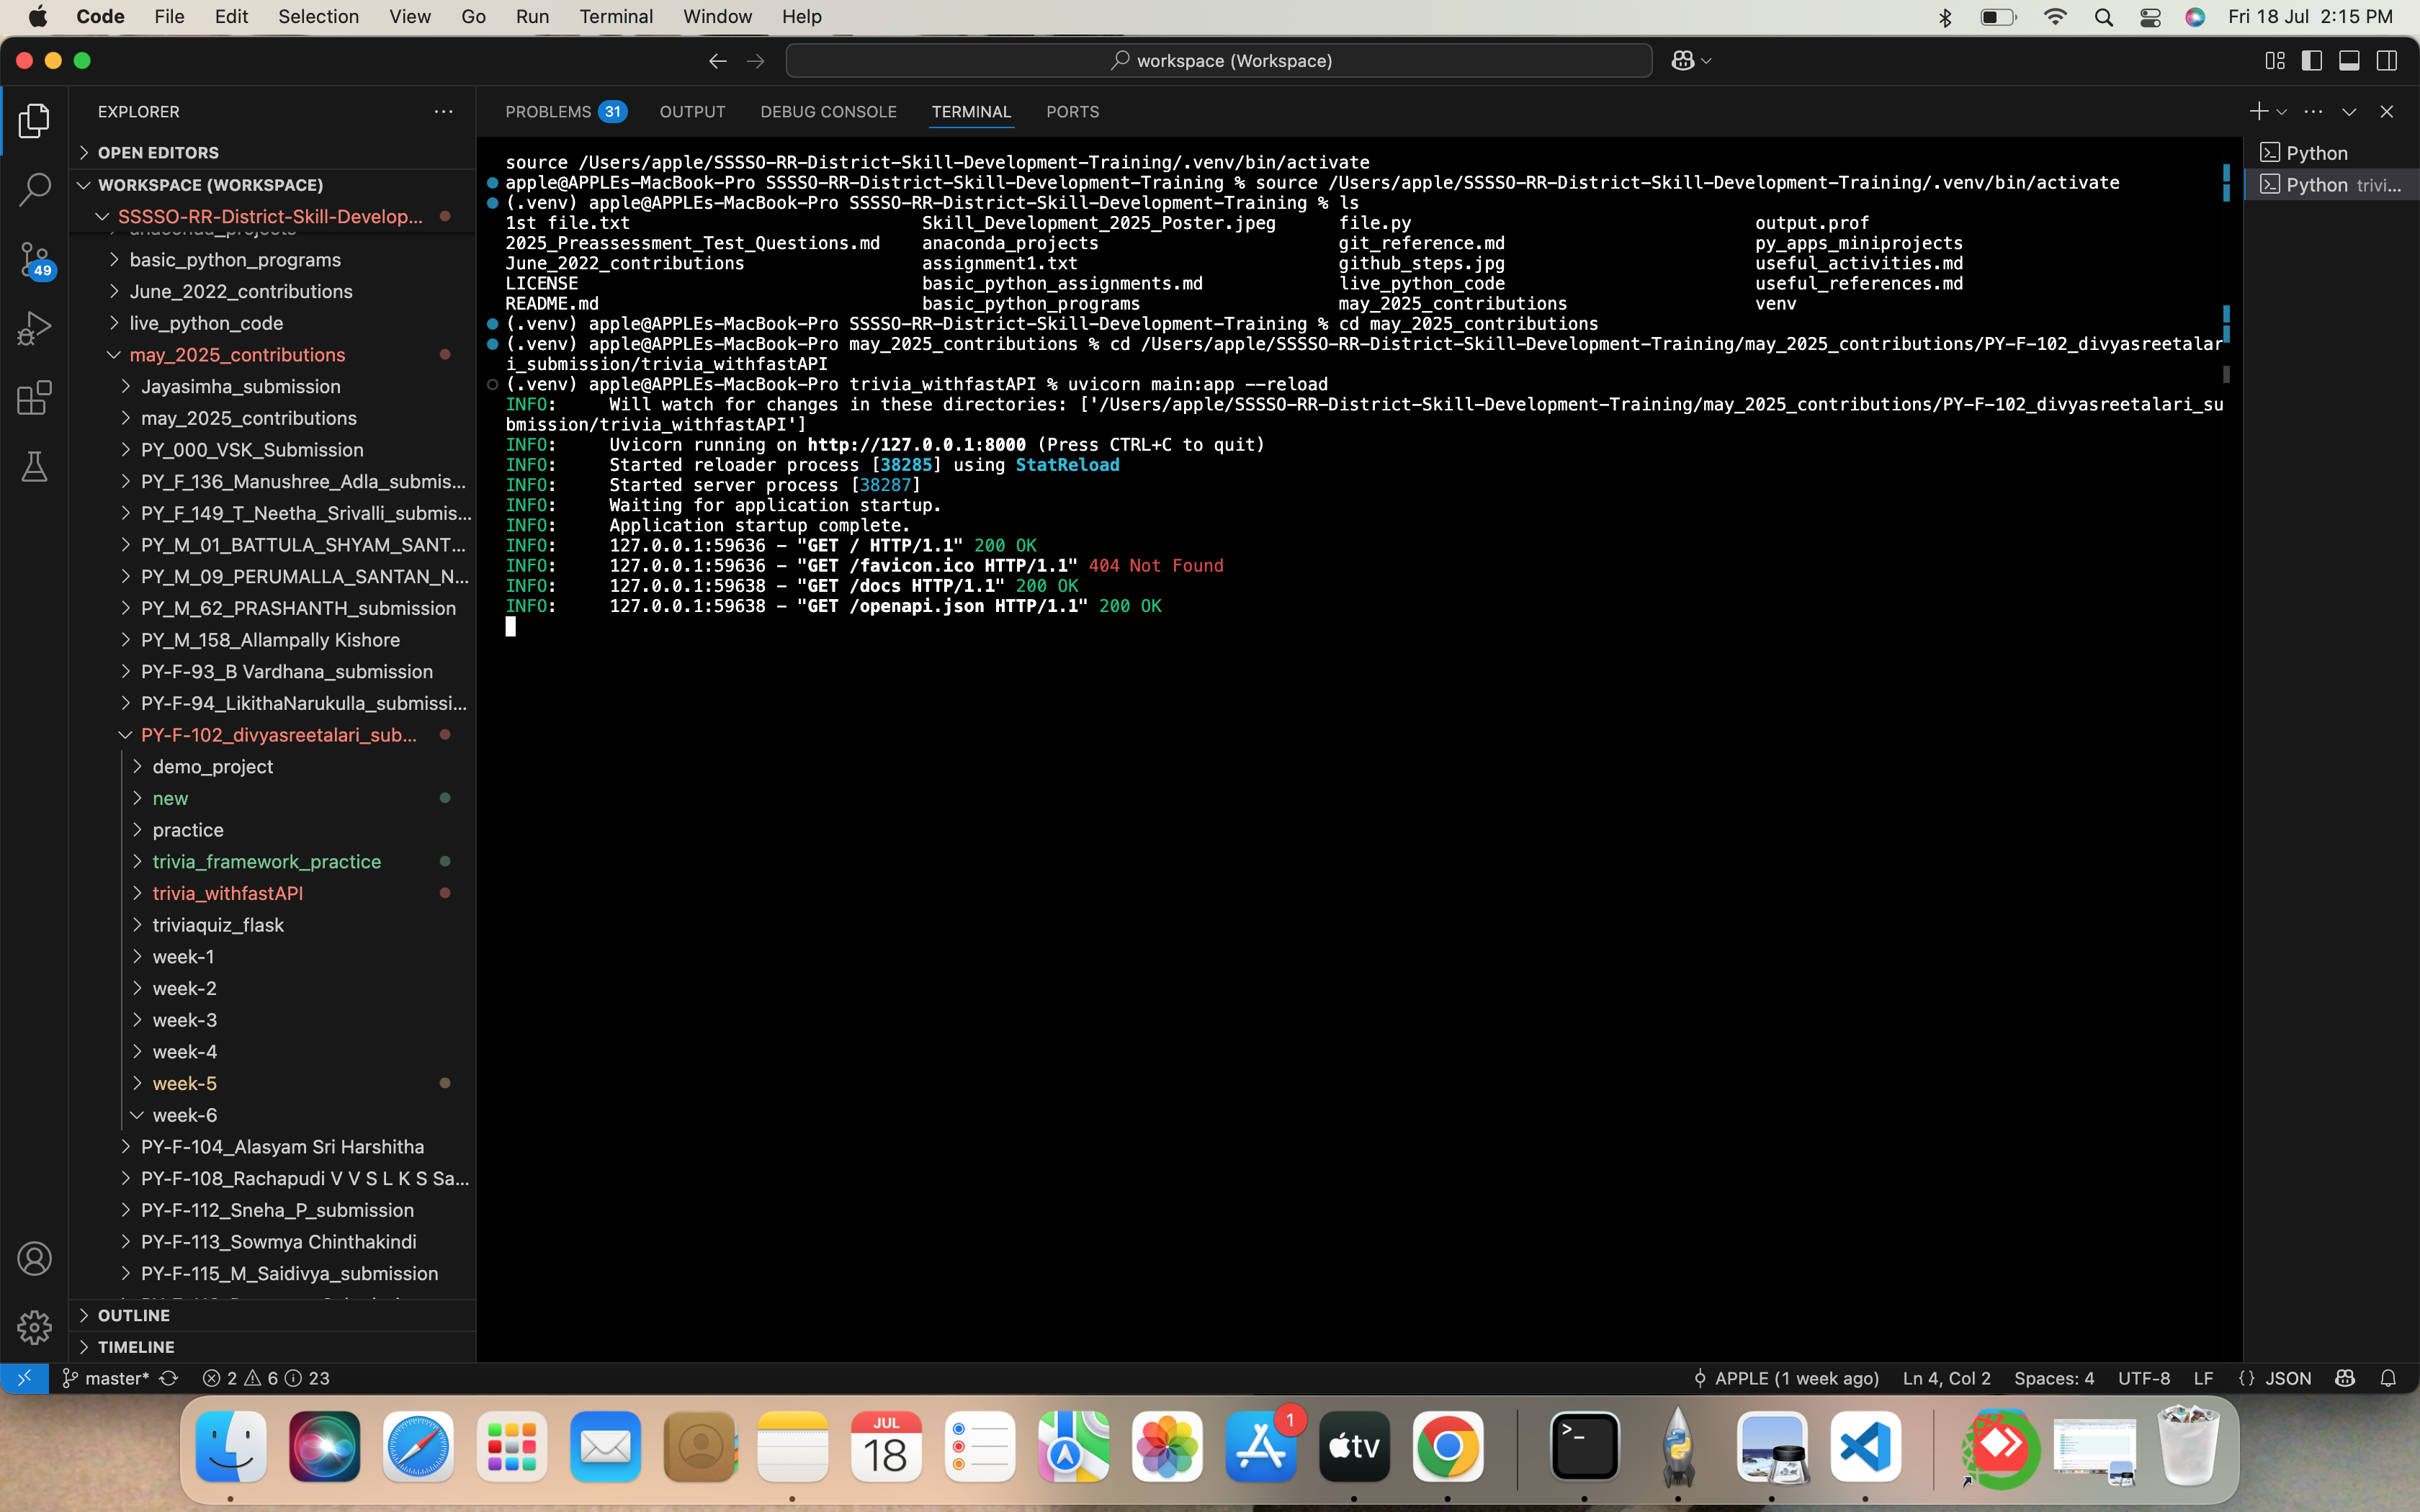 Code File Edit Selection View Go Run Terminal Window Help Fri 18 Jul 2:15 PM
workspace (Workspace)
EXPLORER
OPEN EDITORS
WORKSPACE (WORKSPACE)
SSSSO-RR-District-Skill-Develop...
anaconda_projects
basic_python_programs
June_2022_contributions
live_python_code
may_2025_contributions
Jayasimha_submission
may_2025_contributions
PY_000_VSK_Submission
PY_F_136_Manushree_Adla_submis...
PY_F_149_T_Neetha_Srivalli_submis...
PY_M_01_BATTULA_SHYAM_SANT...
PY_M_09_PERUMALLA_SANTAN_N...
PY_M_62_PRASHANTH_submission
PY_M_158_Allampally Kishore
PY-F-93_B Vardhana_submission
PY-F-94_LikithaNarukulla_submissi...
PY-F-102_divyasreetalari_sub...
demo_project
new
practice
trivia_framework_practice
trivia_withfastAPI
triviaquiz_flask
week-1
week-2
week-3
week-4
week-5
week-6
PY-F-104_Alasyam Sri Harshitha
PY-F-108_Rachapudi V V S L K S Sa...
PY-F-112_Sneha_P_submission
PY-F-113_Sowmya Chinthakindi
PY-F-115_M_Saidivya_submission
OUTLINE
TIMELINE
49
PROBLEMS 31 OUTPUT DEBUG CONSOLE TERMINAL PORTS
source /Users/apple/SSSSO-RR-District-Skill-Development-Training/.venv/bin/activate
apple@APPLEs-MacBook-Pro SSSSO-RR-District-Skill-Development-Training % source /Users/apple/SSSSO-RR-District-Skill-Development-Training/.venv/bin/activate
(.venv) apple@APPLEs-MacBook-Pro SSSSO-RR-District-Skill-Development-Training % ls
1st file.txt Skill_Development_2025_Poster.jpeg file.py output.prof
2025_Preassessment_Test_Questions.md anaconda_projects git_reference.md py_apps_miniprojects
June_2022_contributions assignment1.txt github_steps.jpg useful_activities.md
LICENSE basic_python_assignments.md live_python_code useful_references.md
README.md basic_python_programs may_2025_contributions venv
(.venv) apple@APPLEs-MacBook-Pro SSSSO-RR-District-Skill-Development-Training % cd may_2025_contributions
(.venv) apple@APPLEs-MacBook-Pro may_2025_contributions % cd /Users/apple/SSSSO-RR-District-Skill-Development-Training/may_2025_contributions/PY-F-102_divyasreetalar
i_submission/trivia_withfastAPI
(.venv) apple@APPLEs-MacBook-Pro trivia_withfastAPI % uvicorn main:app --reload
INFO: Will watch for changes in these directories: ['/Users/apple/SSSSO-RR-District-Skill-Development-Training/may_2025_contributions/PY-F-102_divyasreetalari_su
bmission/trivia_withfastAPI']
INFO: Uvicorn running on http://127.0.0.1:8000 (Press CTRL+C to quit)
INFO: Started reloader process [38285] using StatReload
INFO: Started server process [38287]
INFO: Waiting for application startup.
INFO: Application startup complete.
INFO: 127.0.0.1:59636 - "GET / HTTP/1.1" 200 OK
INFO: 127.0.0.1:59636 - "GET /favicon.ico HTTP/1.1" 404 Not Found
INFO: 127.0.0.1:59638 - "GET /docs HTTP/1.1" 200 OK
INFO: 127.0.0.1:59638 - "GET /openapi.json HTTP/1.1" 200 OK
Python
Python trivi...
master* 2 6 23 APPLE (1 week ago) Ln 4, Col 2 Spaces: 4 UTF-8 LF {} JSON
JUL
18
1
tv